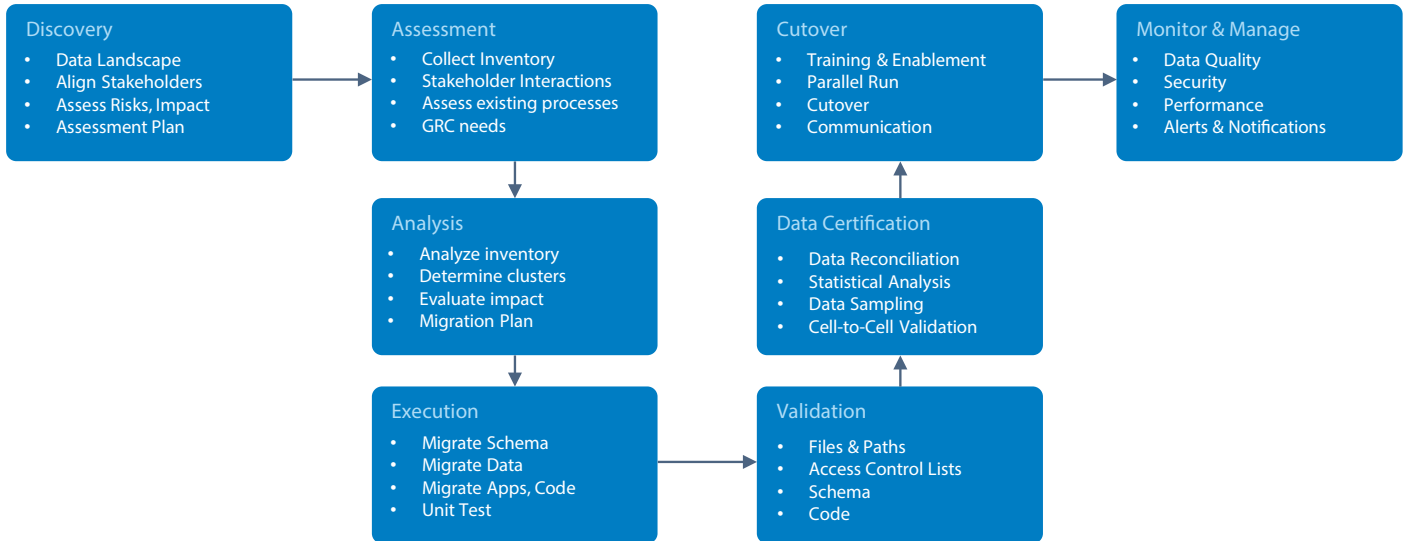 Discovery
• Data Landscape
• Align Stakeholders
• Assess Risks, Impact
• Assessment Plan
Assessment
• Collect Inventory
• Stakeholder Interactions
• Assess existing processes
• GRC needs
Analysis
• Analyze inventory
• Determine clusters
• Evaluate impact
• Migration Plan
Execution
• Migrate Schema
• Migrate Data
• Migrate Apps, Code
• Unit Test
Validation
• Files & Paths
• Access Control Lists
• Schema
• Code
Data Certification
• Data Reconciliation
• Statistical Analysis
• Data Sampling
• Cell-to-Cell Validation
Cutover
• Training & Enablement
• Parallel Run
• Cutover
• Communication
Monitor & Manage
• Data Quality
• Security
• Performance
• Alerts & Notifications